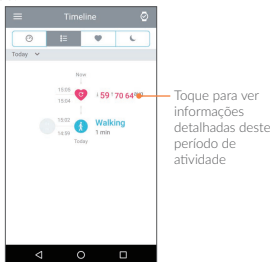 Timeline
Today
Now
15:05
15:04
59 70 64
15:02
14:59
Walking
1 min
Today
Toque para ver
informações
detalhadas deste
período de
atividade